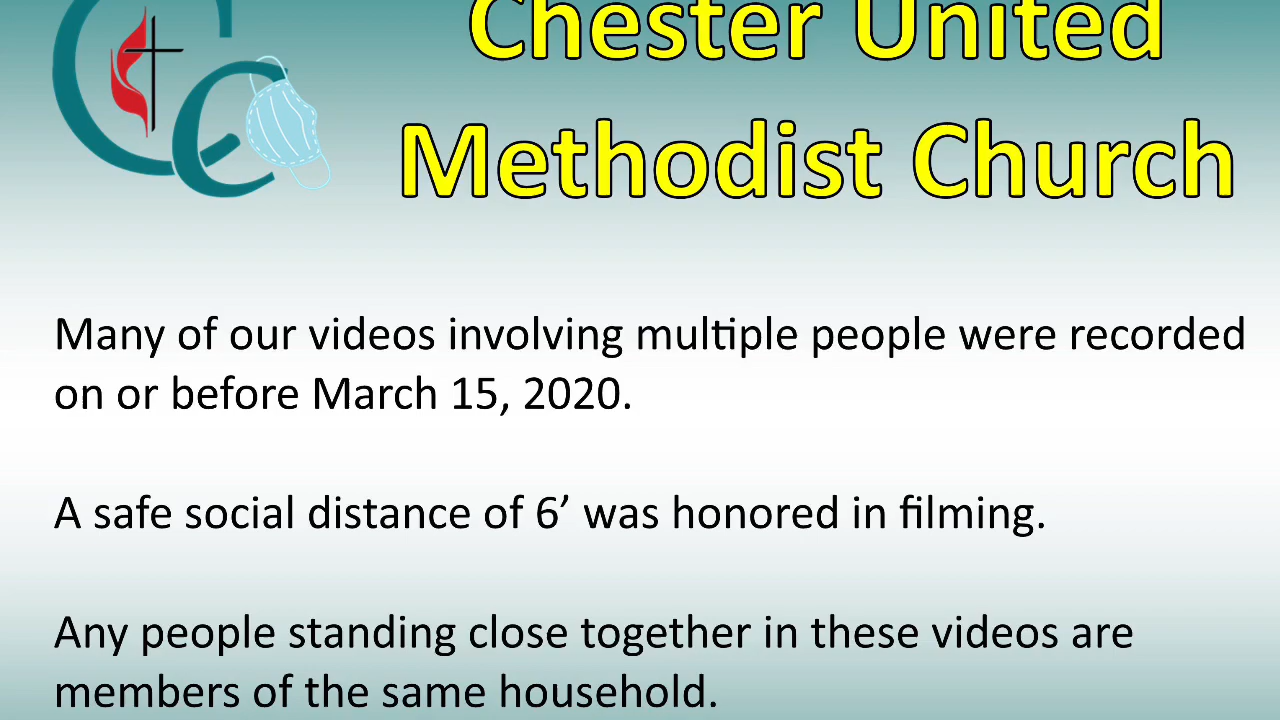 Chester United
Methodist Church
Many of our videos involving multiple people were recorded
on or before March 15, 2020.
A safe social distance of 6’ was honored in filming.
Any people standing close together in these videos are
members of the same household.